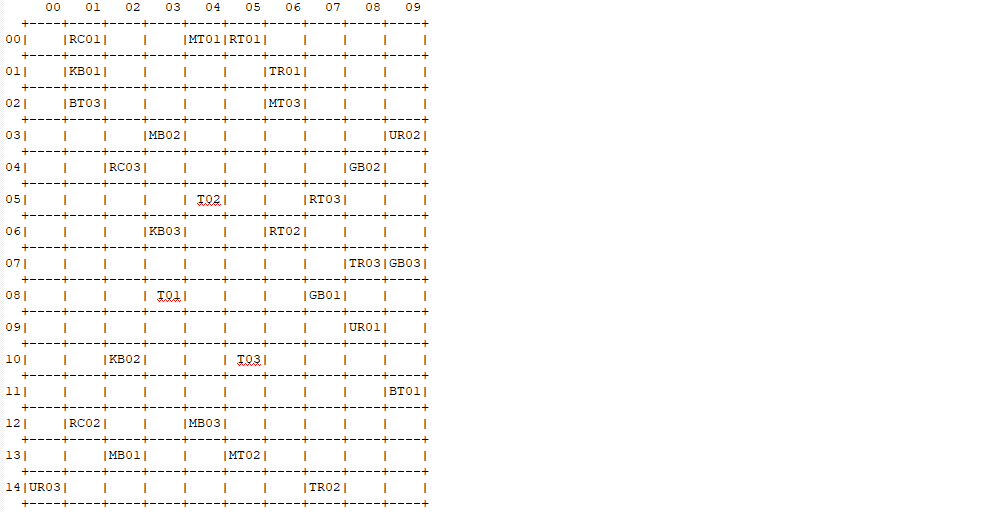 00   01   02   03   04   05   06   07   08   09
  +----+----+----+----+----+----+----+----+----+----+
00|    |RC01|    |    |MT01|RT01|    |    |    |    |
  +----+----+----+----+----+----+----+----+----+----+
01|    |KB01|    |    |    |    |TR01|    |    |    |
  +----+----+----+----+----+----+----+----+----+----+
02|    |BT03|    |    |    |    |MT03|    |    |    |
  +----+----+----+----+----+----+----+----+----+----+
03|    |    |    |MB02|    |    |    |    |    |UR02|
  +----+----+----+----+----+----+----+----+----+----+
04|    |    |RC03|    |    |    |    |    |GB02|    |
  +----+----+----+----+----+----+----+----+----+----+
05|    |    |    |    | T02|    |    |RT03|    |    |
  +----+----+----+----+----+----+----+----+----+----+
06|    |    |    |KB03|    |    |RT02|    |    |    |
  +----+----+----+----+----+----+----+----+----+----+
07|    |    |    |    |    |    |    |    |TR03|GB03|
  +----+----+----+----+----+----+----+----+----+----+
08|    |    |    | T01|    |    |    |GB01|    |    |
  +----+----+----+----+----+----+----+----+----+----+
09|    |    |    |    |    |    |    |    |UR01|    |
  +----+----+----+----+----+----+----+----+----+----+
10|    |    |KB02|    |    | T03|    |    |    |    |
  +----+----+----+----+----+----+----+----+----+----+
11|    |    |    |    |    |    |    |    |    |BT01|
  +----+----+----+----+----+----+----+----+----+----+
12|    |RC02|    |    |MB03|    |    |    |    |    |
  +----+----+----+----+----+----+----+----+----+----+
13|    |    |MB01|    |    |MT02|    |    |    |    |
  +----+----+----+----+----+----+----+----+----+----+
14|UR03|    |    |    |    |    |    |TR02|    |    |
  +----+----+----+----+----+----+----+----+----+----+